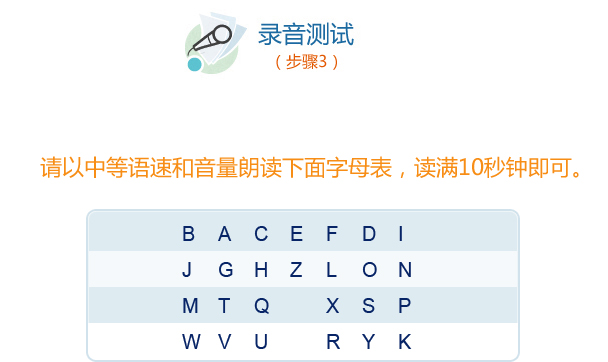 录音测试
（步骤3）
请以中等语速和音量朗读下面字母表，读满10秒钟即可。
B A C E F D I
J G H Z L O N
M T Q X S P
W V U R Y K